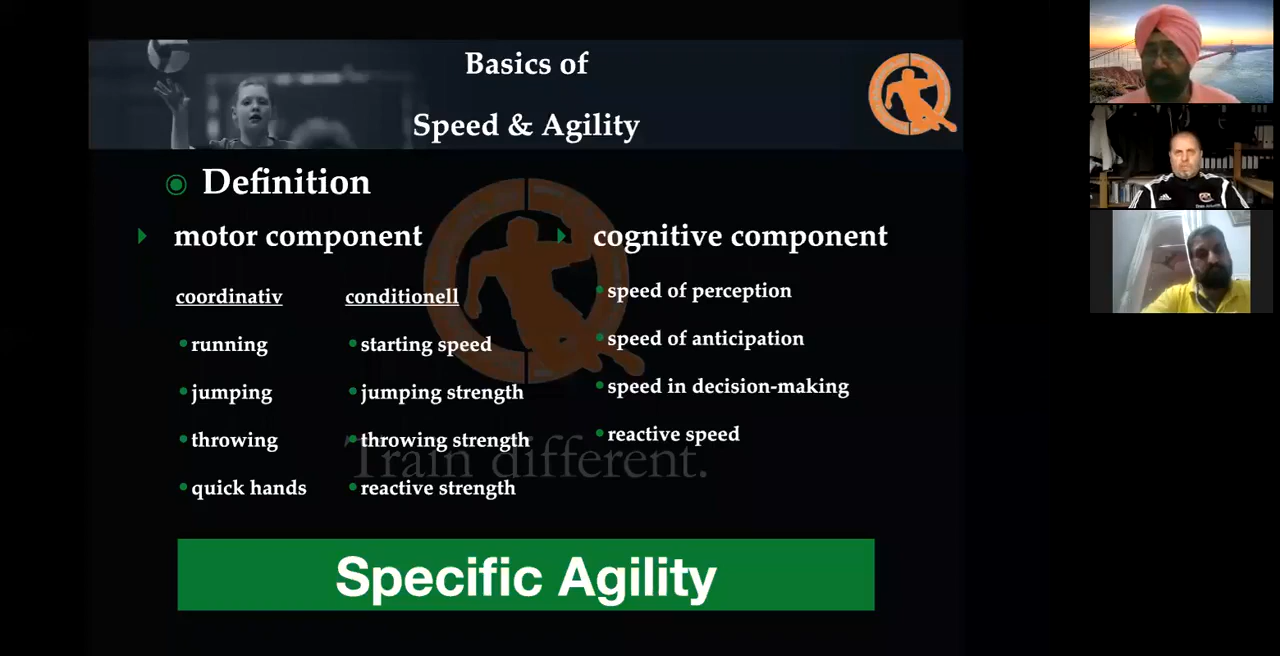 Basics of
Speed & Agility
Definition
motor component
cognitive component
coordinativ
conditionell
running
jumping
throwing
quick hands
starting speed
jumping strength
throwing strength
reactive strength
speed of perception
speed of anticipation
speed in decision-making
reactive speed
Train different.
Specific Agility